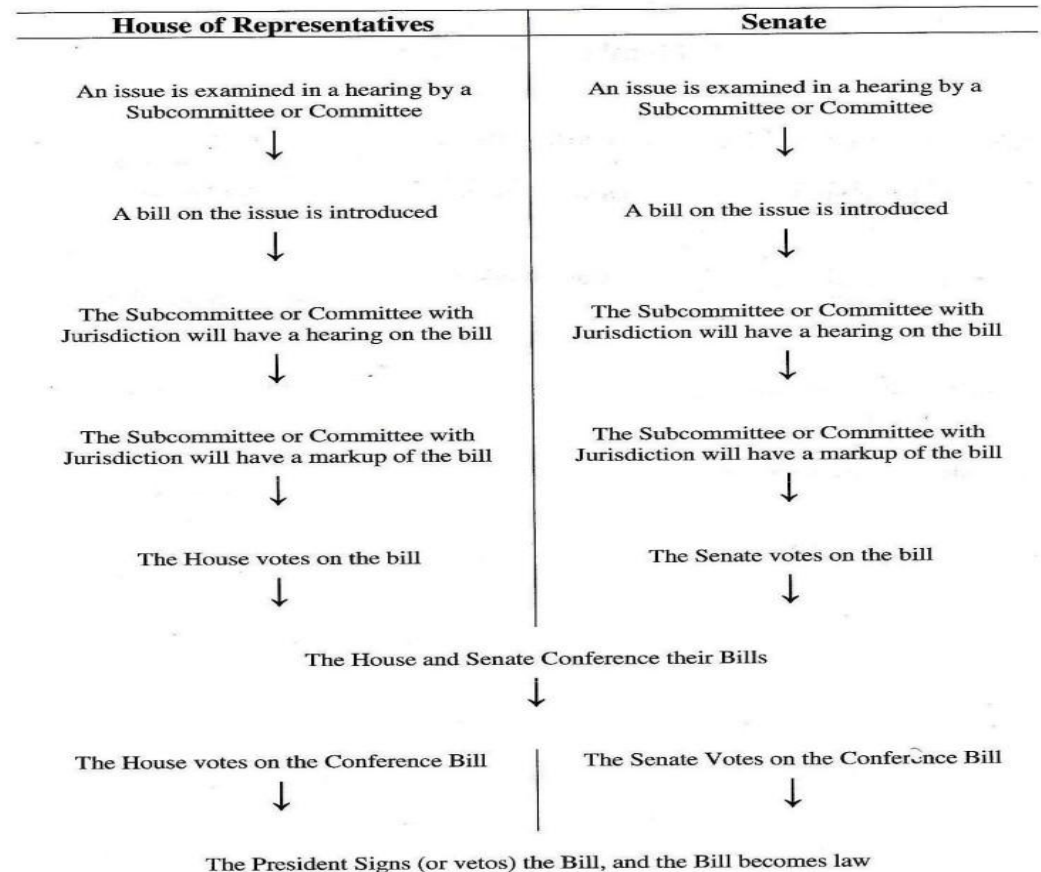 House of Representatives
Senate
An issue is examined in a hearing by a
Subcommittee or Committee
An issue is examined in a hearing by a
Subcommittee or Committee
A bill on the issue is introduced
A bill on the issue is introduced
The Subcommittee or Committee with
Jurisdiction will have a hearing on the bill
The Subcommittee or Committee with
Jurisdiction will have a hearing on the bill
The Subcommittee or Committee with
Jurisdiction will have a markup of the bill
The Subcommittee or Committee with
Jurisdiction will have a markup of the bill
The House votes on the bill
The Senate votes on the bill
The House and Senate Conference their Bills
The House votes on the Conference Bill
The Senate Votes on the Conference Bill
The President Signs (or vetos) the Bill, and the Bill becomes law